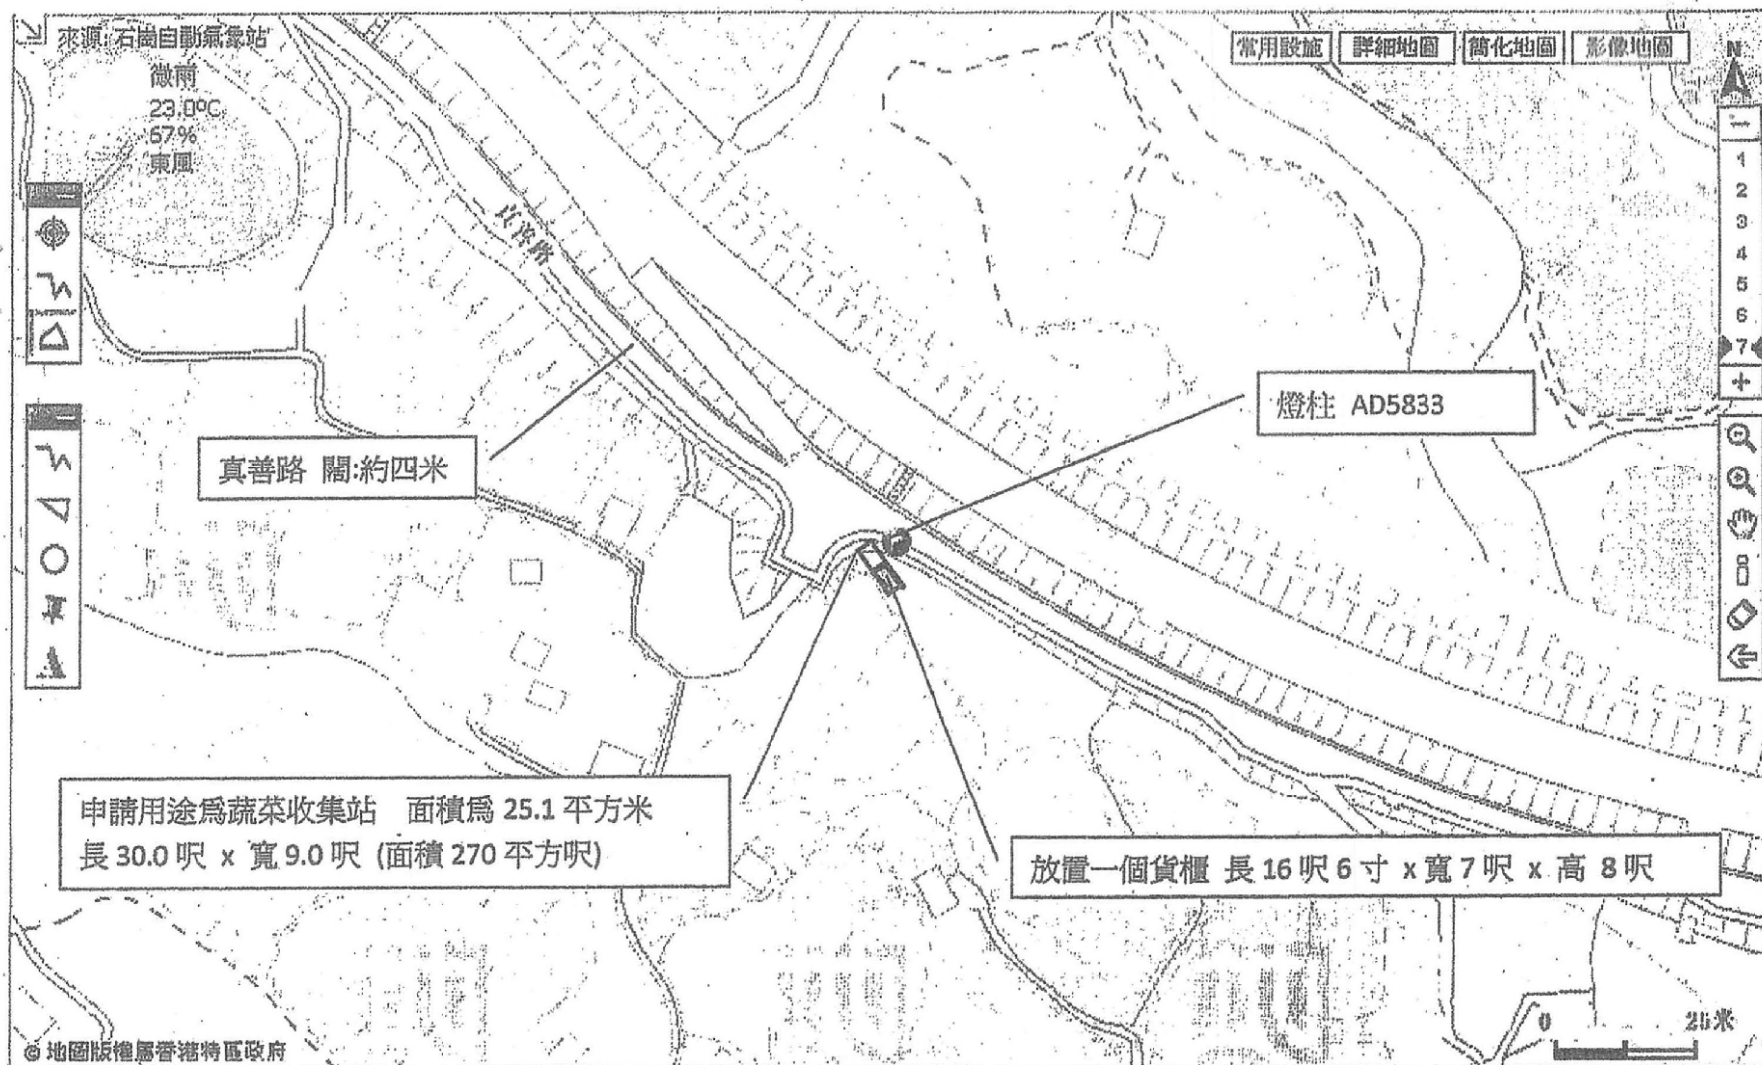 來源 石崗自動氣象站
微雨
23.0ºC
67%
東風
常用設施 詳細地圖 簡化地圖 影像地圖
N
1
2
3
4
5
6
7
燈柱 AD5833
真善路 闊:約四米
申請用途爲蔬菜收集站 面積爲 25.1 平方米
長 30.0 呎 x 寬 9.0 呎 (面積 270 平方呎)
放置一個貨櫃 長 16 呎 6 寸 x 寬 7 呎 x 高 8 呎
0 25米
© 地圖版權屬香港特區政府